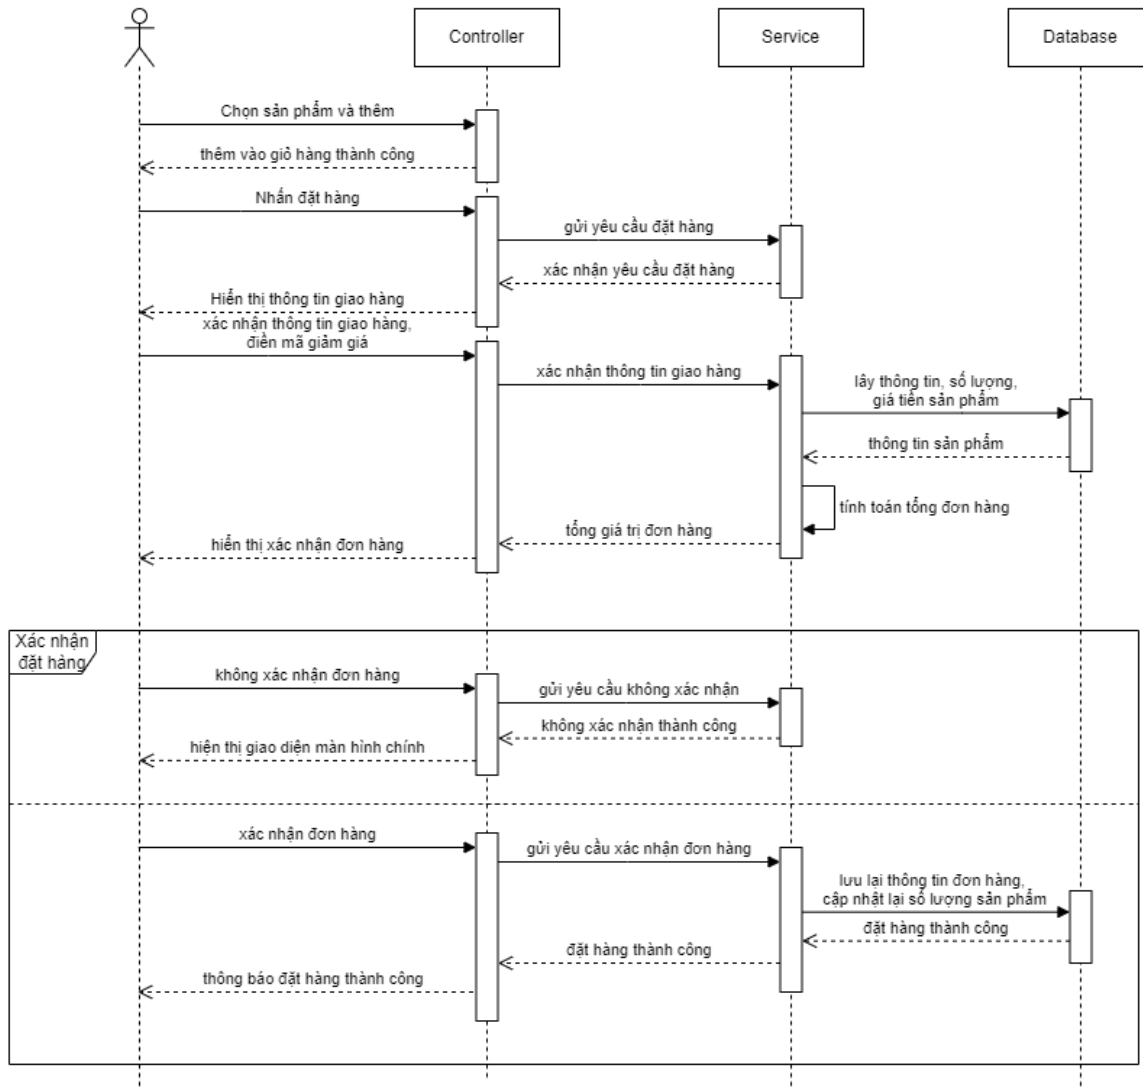 Controller
Service
Database
Chọn sản phẩm và thêm
thêm vào giỏ hàng thành công
Nhấn đặt hàng
gửi yêu cầu đặt hàng
xác nhận yêu cầu đặt hàng
Hiển thị thông tin giao hàng
xác nhận thông tin giao hàng,
điền mã giảm giá
xác nhận thông tin giao hàng
lây thông tin, số lượng,
giá tiền sản phẩm
thông tin sản phẩm
tính toán tổng đơn hàng
tổng giá trị đơn hàng
hiển thị xác nhận đơn hàng
Xác nhận
đặt hàng
không xác nhận đơn hàng
gửi yêu cầu không xác nhận
không xác nhận thành công
hiện thị giao diện màn hình chính
xác nhận đơn hàng
gửi yêu cầu xác nhận đơn hàng
lưu lại thông tin đơn hàng,
cập nhật lại số lượng sản phẩm
đặt hàng thành công
đặt hàng thành công
thông báo đặt hàng thành công